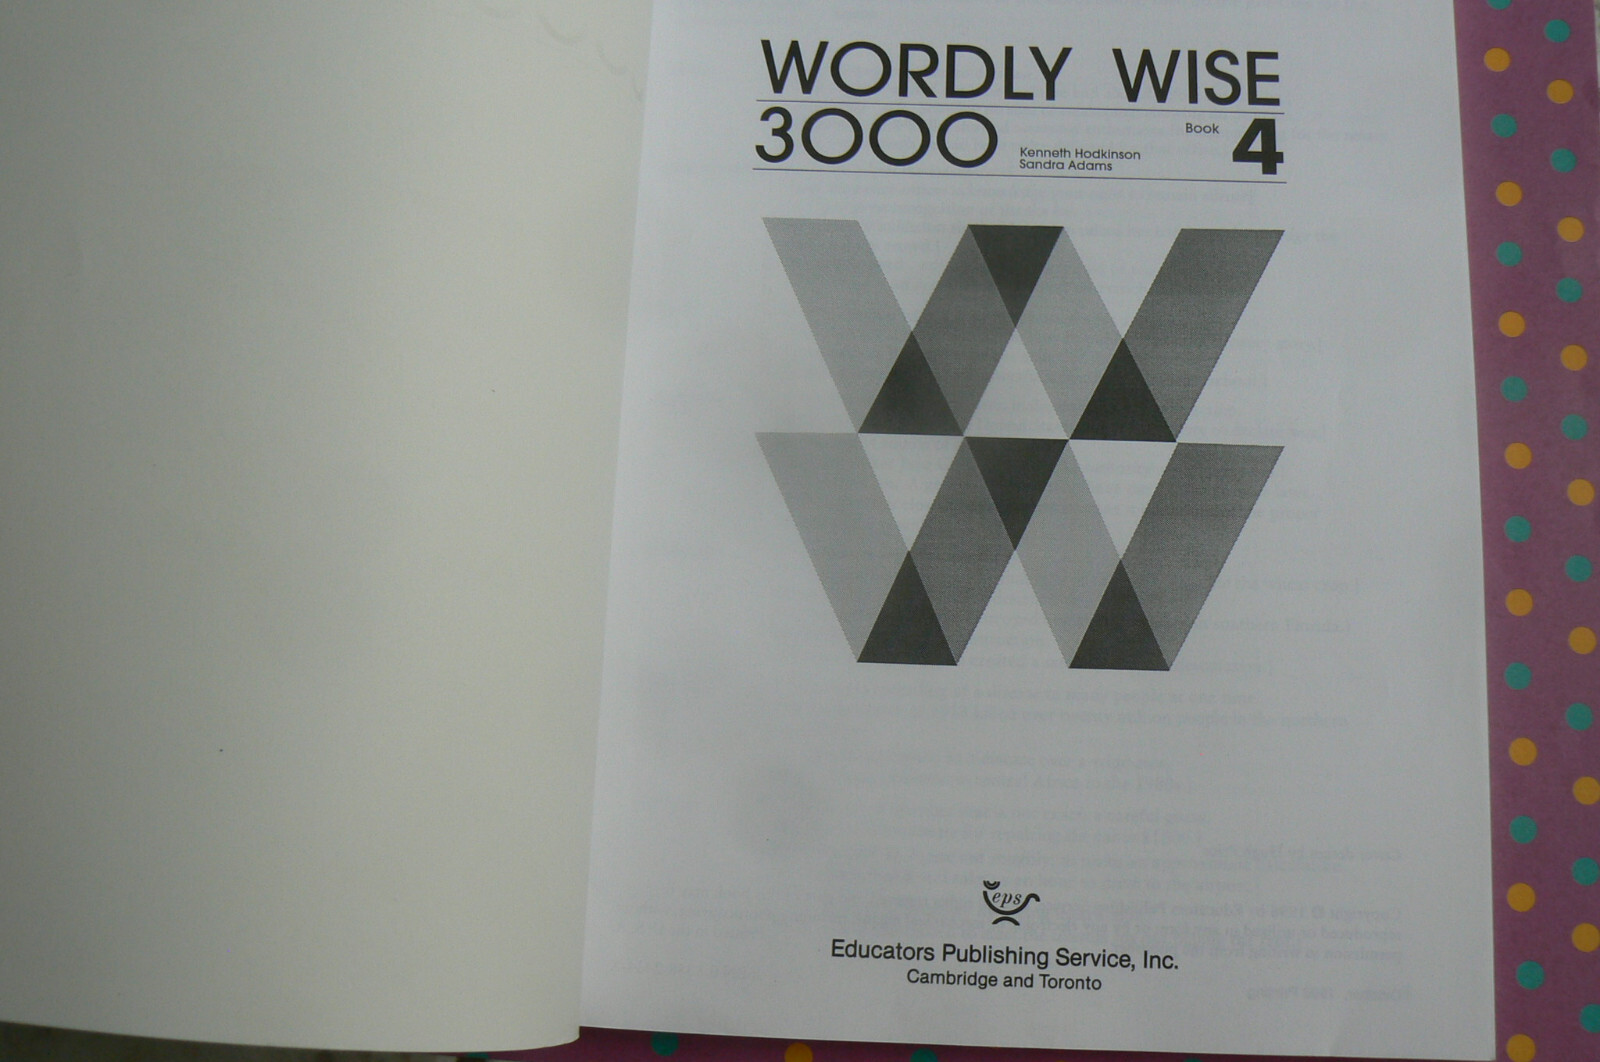 WORDLY WISE
3000
Book 4
Kenneth Hodkinson
Sandra Adams
eps
Educators Publishing Service, Inc.
Cambridge and Toronto